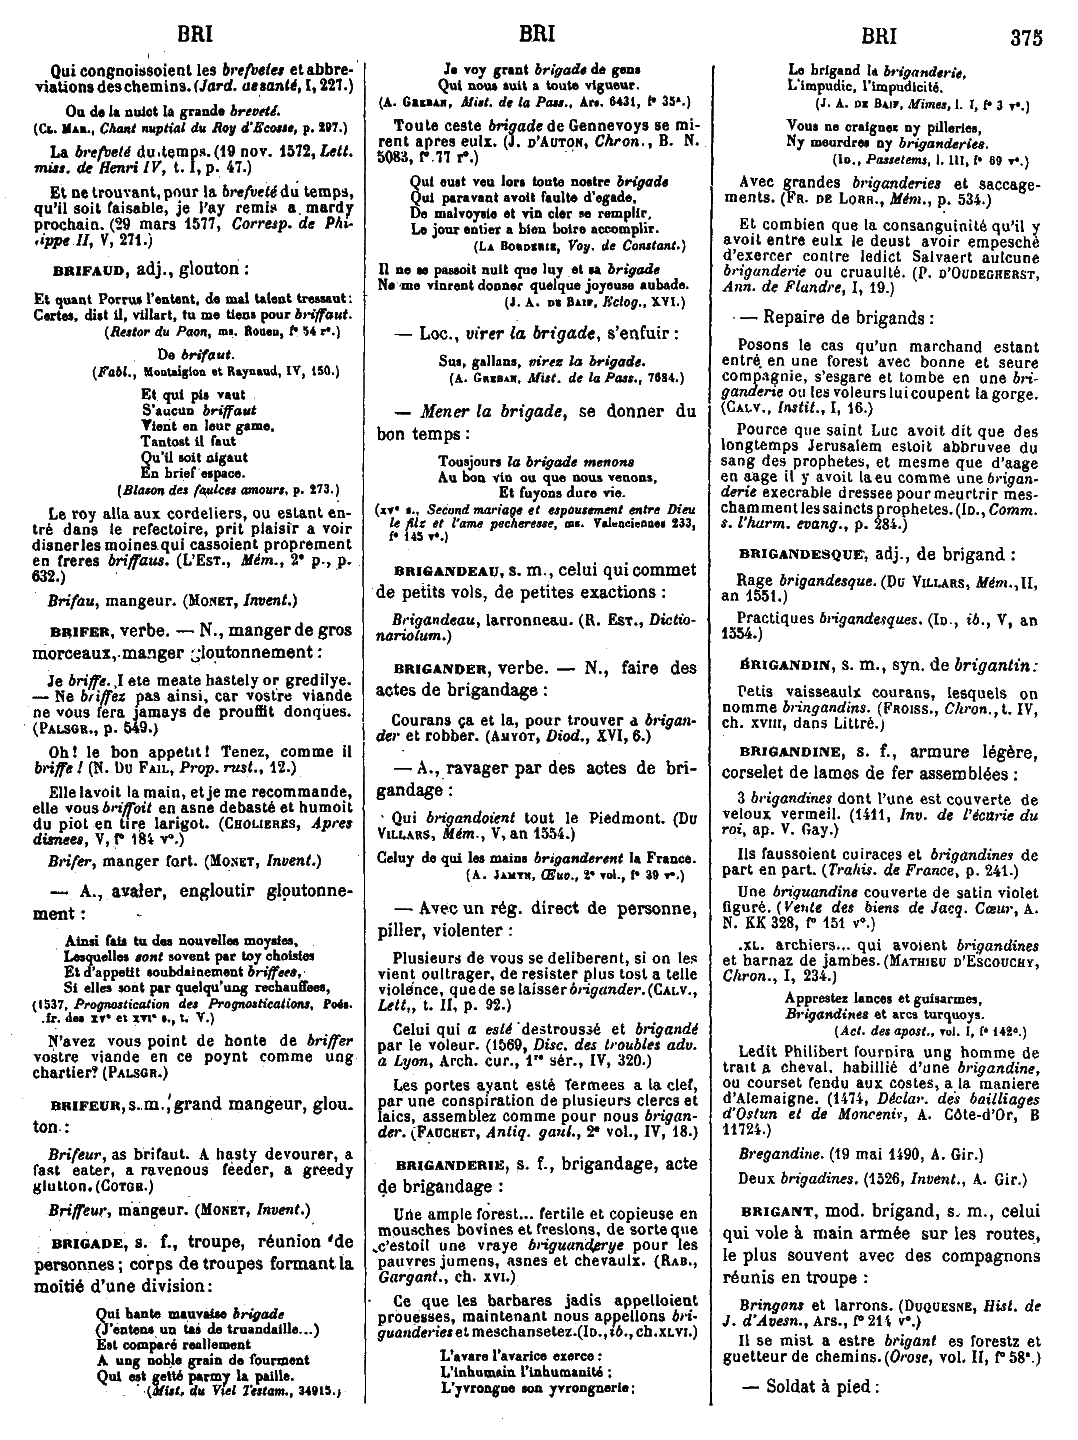 BRI
BRI
BRI
375
Qui congnoissoient les brefvetes et abbre-
viations des chemins. (Jard. de santé, I, 227.)
Ou de la nuict la grande breveté.
(CL. MAR., Chant nuptial du Roy d'Ecosse, p. 297.)
La brefveté du temps. (19 nov. 1572, Lett.
miss. de Henri IV, t. I, p. 47.)
Et ne trouvant, pour la brefveté du temps,
qu'il soit faisable, je l'ay remis a mardy
prochain. (29 mars 1577, Corresp. de Phi-
lippe II, V, 271.)
BRIFAUD, adj., glouton :
Et quant Porrus l'entent, de mal talent tressaut :
Certes, dist il, villart, tu me tiens pour briffaut.
(Restor du Paon, ms. Rouen, f° 54 r°.)
De brifaut.
(Fabl., Montaiglon et Raynaud, IV, 150.)
Et qui pis vaut
S'aucun briffaut
Vient en leur game,
Tantost il faut
Qu'il soit aigaut
En brief espace.
(Blason des faulces amours, p. 273.)
Le roy alla aux cordeliers, ou estant en-
tré dans le refectoire, prit plaisir a voir
disner les moines qui cassoient proprement
en freres briffaus. (L'EST., Mém., 2° p., p.
632.)
Brifau, mangeur. (MONET, Invent.)
BRIFER, verbe. — N., manger de gros
morceaux, manger gloutonnement :
Je briffe. I ete meate hastely or gredilye.
— Ne briffez pas ainsi, car vostre viande
ne vous fera jamays de prouffit donques.
(PALSGR., p. 549.)
Oh! le bon appetit! Tenez, comme il
briffe ! (N. DU FAIL, Prop. rust., 12.)
Elle lavoit la main, et je me recommande,
elle vous briffoit en asne debasté et humoit
du piot en tire larigot. (CHOLIERES, Apres
disnees, V, f° 184 v°.)
Brifer, manger fort. (MONET, Invent.)
— A., avaler, engloutir gloutonne-
ment :
Ainsi fais tu des nouvelles moysies,
Lesquelles sont sovent par toy choisies
Et d'appetit soubdainement briffees,
Si elles sont par quelqu'ung rechauffees,
(1537, Prognostication des Prognostications, Poés.
fr. des XV° et XVI° s., t. V.)
N'avez vous point de honte de briffer
vostre viande en ce poynt comme ung
chartier? (PALSGR.)
BRIFEUR, s. m., grand mangeur, glou-
ton :
Brifeur, as brifaut. A hasty devourer, a
fast eater, a ravenous feeder, a greedy
glutton. (COTGR.)
Briffeur, mangeur. (MONET, Invent.)
BRIGADE, s. f., troupe, réunion de
personnes ; corps de troupes formant la
moitié d'une division :
Qui hante mauvaise brigade
(J'entens un tas de truandaille...)
Est comparé reallement
A ung noble grain de fourment
Qui est getté parmy la paille.
(Mist. du Viel Testam., 34915.)
Je voy grant brigade de gens
Qui nous suit a toute vigueur.
(A. GREBAN, Mist. de la Pass., Ars. 6431, f° 35ª.)
Toute ceste brigade de Gennevoys se mi-
rent apres eulx. (J. D'AUTON, Chron., B. N.
5083, f° 77 r°.)
Qui eust veu lors toute nostre brigade
Qui paravant avoit faulte d'egade,
De malvoysie et vin cler se remplir,
Le jour entier a bien boire accomplir.
(LA BORDERIE, Voy. de Constant.)
Il ne se passoit nuit que luy et sa brigade
Ne me vinrent donner quelque joyeuse aubade.
(J. A. DE BAIF, Eclog., XVI.)
— Loc., virer la brigade, s'enfuir :
Sus, gallans, virez la brigade.
(A. GREBAN, Mist. de la Pass., 7684.)
— Mener la brigade, se donner du
bon temps :
Tousjours la brigade menons
Au bon vin ou que nous venons,
Et fuyons dure vie.
(XV° s., Second mariage et espousement entre Dieu
le filz et l'ame pecheresse, ms. Valenciennes 233,
f° 145 v°.)
BRIGANDEAU, s. m., celui qui commet
de petits vols, de petites exactions :
Brigandeau, larronneau. (R. EST., Dictio-
nariolum.)
BRIGANDER, verbe. — N., faire des
actes de brigandage :
Courans ça et la, pour trouver a brigan-
der et robber. (AMYOT, Diod., XVI, 6.)
— A., ravager par des actes de bri-
gandage :
Qui brigandoient tout le Piedmont. (DU
VILLARS, Mém., V, an 1554.)
Celuy de qui les mains briganderent la France.
(A. JAMYN, Œuv., 2° vol., f° 39 v°.)
— Avec un rég. direct de personne,
piller, violenter :
Plusieurs de vous se deliberent, si on les
vient oultrager, de resister plus tost a telle
violence, que de se laisser brigander. (CALV.,
Lett., t. II, p. 92.)
Celui qui a esté destroussé et brigandé
par le voleur. (1569, Disc. des troubles adv.
a Lyon, Arch. cur., 1re sér., IV, 320.)
Les portes ayant esté fermees a la clef,
par une conspiration de plusieurs clercs et
laics, assemblez comme pour nous brigan-
der. (FAUCHET, Antiq. gaul., 2° vol., IV, 18.)
BRIGANDERIE, s. f., brigandage, acte
de brigandage :
Une ample forest... fertile et copieuse en
mousches bovines et freslons, de sorte que
c'estoit une vraye briguanderye pour les
pauvres jumens, asnes et chevaulx. (RAB.,
Gargant., ch. XVI.)
Ce que les barbares jadis appelloient
prouesses, maintenant nous appellons bri-
guanderies et meschansetez. (ID., ib., ch. XLVI.)
L'avare l'avarice exerce :
L'inhumain l'inhumanité ;
L'yvrongne son yvrongnerie ;
Le brigand la briganderie,
L'impudic, l'impudicité.
(J. A. DE BAIF, Mimes, l. I, f° 3 v°.)
Vous ne craignez ny pilleries,
Ny meurdres ny briganderies.
(ID., Passetems, l. III, f° 69 v°.)
Avec grandes briganderies et saccage-
ments. (FR. DE LORR., Mém., p. 534.)
Et combien que la consanguinité qu'il y
avoit entre eulx le deust avoir empesché
d'exercer contre ledict Salvaert aulcune
briganderie ou cruaulté. (P. D'OUDEGHERST,
Ann. de Flandre, I, 19.)
— Repaire de brigands :
Posons le cas qu'un marchand estant
entré en une forest avec bonne et seure
compagnie, s'esgare et tombe en une bri-
ganderie ou les voleurs lui coupent la gorge.
(CALV., Instit., I, 16.)
Pource que saint Luc avoit dit que des
longtemps Jerusalem estoit abbruvee du
sang des prophetes, et mesme que d'aage
en aage il y avoit la eu comme une brigan-
derie execrable dressee pour meurtrir mes-
chamment les saincts prophetes. (ID., Comm.
s. l'harm. evang., p. 284.)
BRIGANDESQUE, adj., de brigand :
Rage brigandesque. (DU VILLARS, Mém., II,
an 1551.)
Practiques brigandesques. (ID., ib., V, an
1554.)
BRIGANDIN, s. m., syn. de brigantin :
Petis vaisseaulx courans, lesquels on
nomme bringandins. (FROISS., Chron., t. IV,
ch. XVIII, dans Littré.)
BRIGANDINE, s. f., armure légère,
corselet de lames de fer assemblées :
3 brigandines dont l'une est couverte de
veloux vermeil. (1411, Inv. de l'écurie du
roi, ap. V. Gay.)
Ils faussoient cuiraces et brigandines de
part en part. (Trahis. de France, p. 241.)
Une briguandine couverte de satin violet
figuré. (Vente des biens de Jacq. Cœur, A.
N. KK 328, f° 151 v°.)
.XL. archiers... qui avoient brigandines
et barnaz de jambes. (MATHIEU D'ESCOUCHY,
Chron., I, 234.)
Apprestez lances et guisarmes,
Brigandines et arcs turquoys.
(Act. des apost., vol. I, f° 142ᶜ.)
Ledit Philibert fournira ung homme de
trait a cheval, habillié d'une brigandine,
ou courset fendu aux costes, a la maniere
d'Alemaigne. (1474, Déclar. des bailliages
d'Ostun et de Moncenis, A. Côte-d'Or, B
11724.)
Bregandine. (19 mai 1490, A. Gir.)
Deux brigadines. (1526, Invent., A. Gir.)
BRIGANT, mod. brigand, s. m., celui
qui vole à main armée sur les routes,
le plus souvent avec des compagnons
réunis en troupe :
Bringons et larrons. (DUQUESNE, Hist. de
J. d'Avesn., Ars., f° 214 v°.)
Il se mist a estre brigant es forestz et
guetteur de chemins. (Orose, vol. II, f° 58ª.)
— Soldat à pied :